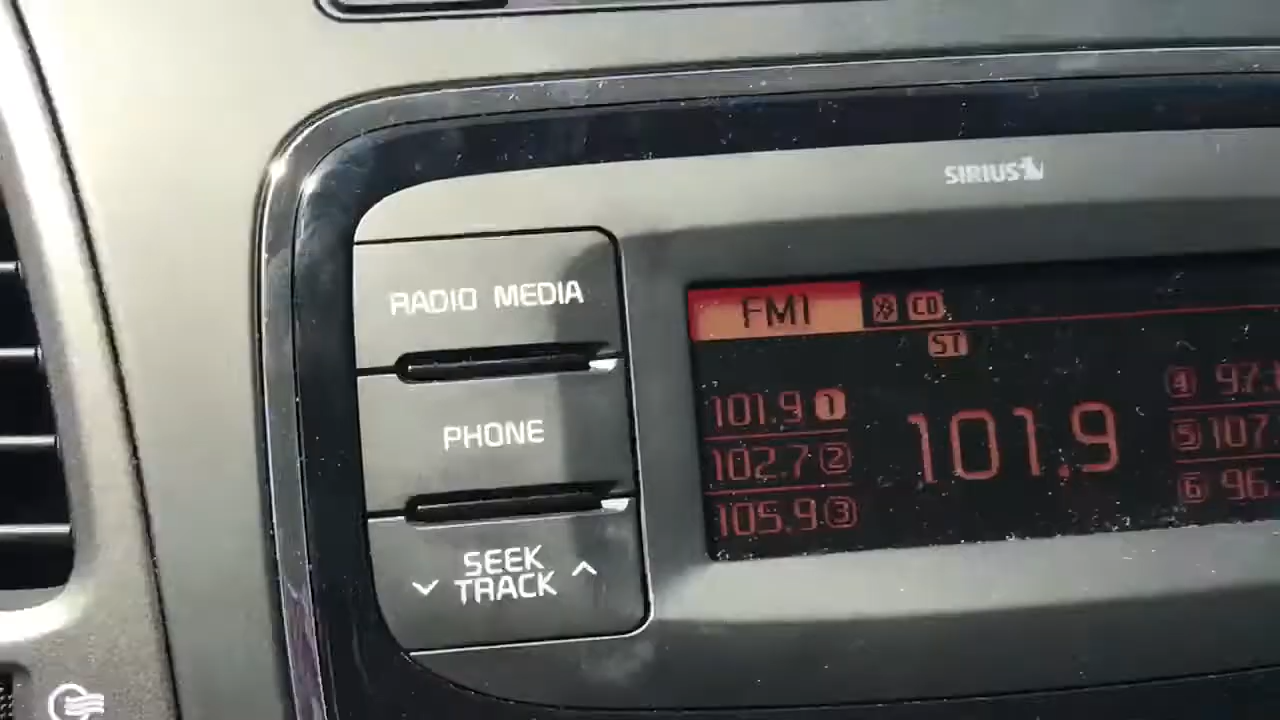 SIRIUS
RADIO MEDIA
PHONE
SEEK
TRACK
FM1
CD
ST
101.9 1
102.7 2
105.9 3
101.9
4 97.
5 107.
6 96.